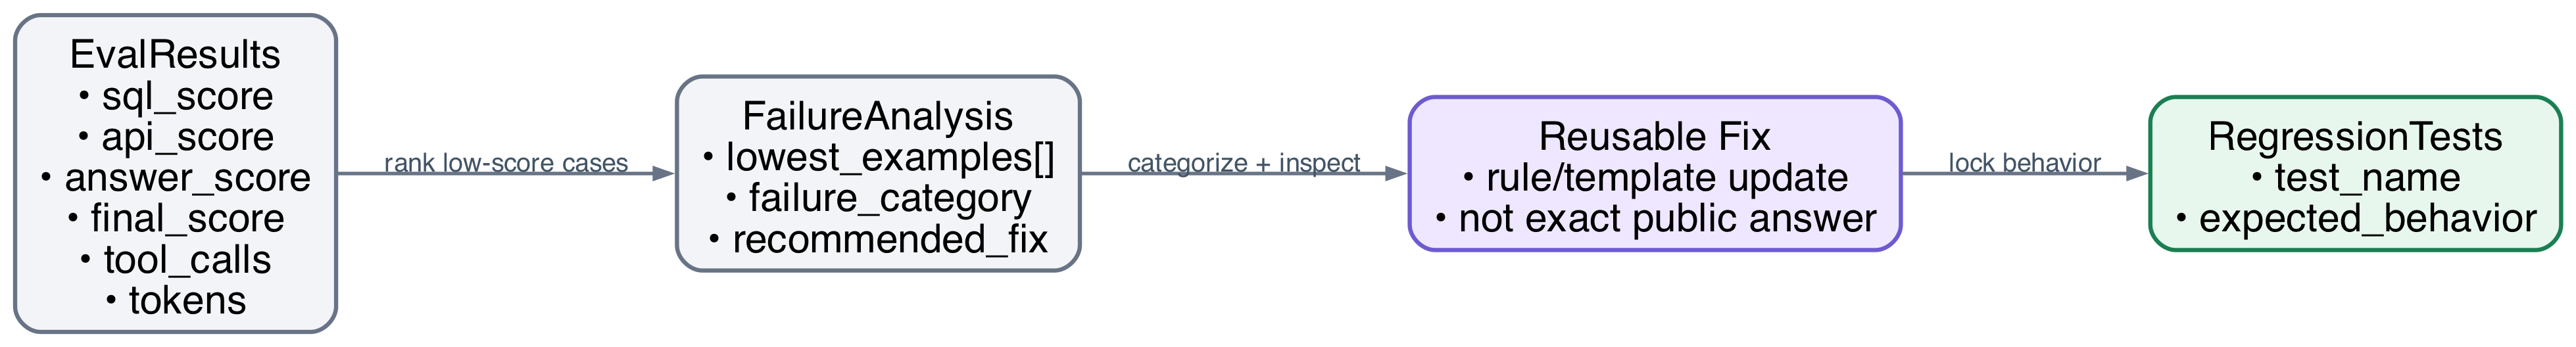 EvalResults
• sql_score
• api_score
• answer_score
• final_score
• tool_calls
• tokens
rank low-score cases
FailureAnalysis
• lowest_examples[]
• failure_category
• recommended_fix
categorize + inspect
Reusable Fix
• rule/template update
• not exact public answer
lock behavior
RegressionTests
• test_name
• expected_behavior